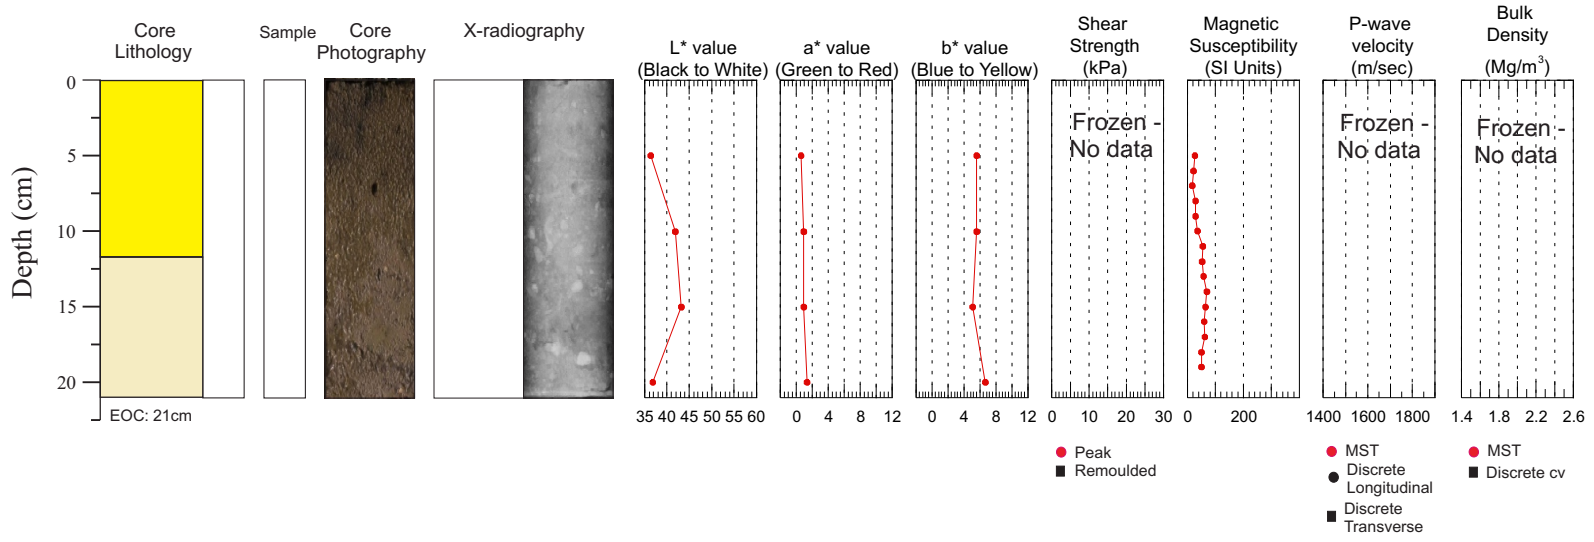 Core
Lithology
Sample
Core
Photography
X-radiography
L* value
(Black to White)
a* value
(Green to Red)
b* value
(Blue to Yellow)
Shear
Strength
(kPa)
Magnetic
Susceptibility
(SI Units)
P-wave
velocity
(m/sec)
Bulk
Density
(Mg/m³)
Depth (cm)
0
5
10
15
20
EOC: 21cm
Frozen -
No data
Frozen -
No data
Frozen -
No data
35 40 45 50 55 60
0 4 8 12
0 4 8 12
0 10 20 30
0 200
1400 1600 1800
1.4 1.8 2.2 2.6
Peak
Remoulded
MST
Discrete
Longitudinal
Discrete
Transverse
MST
Discrete cv